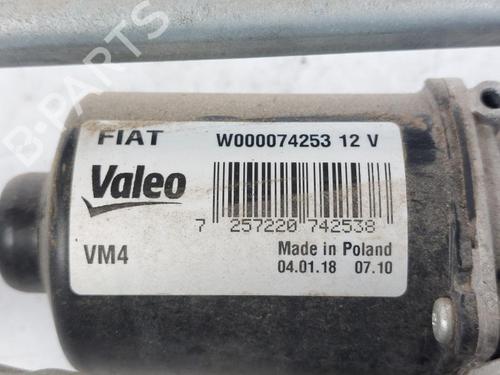 B-PARTS
FIAT W000074253 12 V
Valeo
7 257220 742538
VM4
Made in Poland
04.01.18 07.10